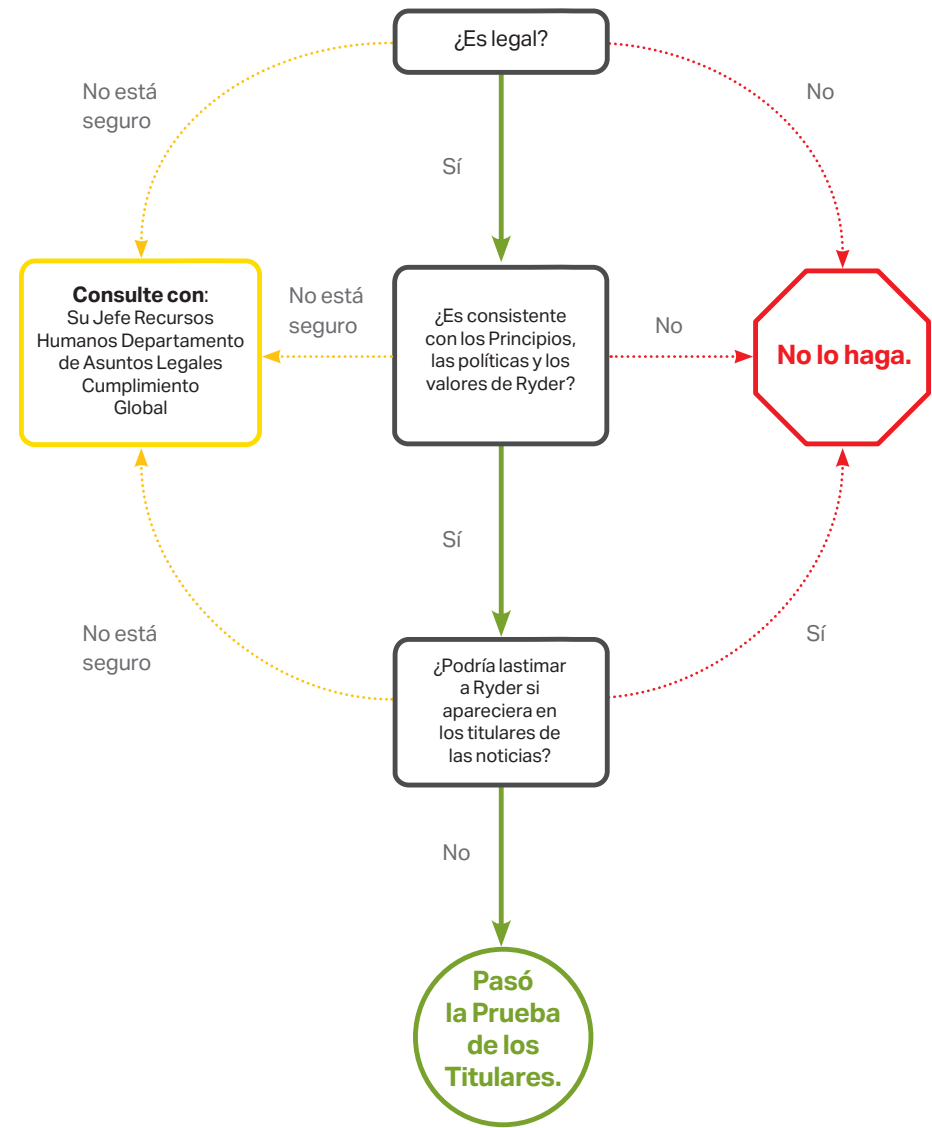 ¿Es legal?
No está
seguro
No
Sí
Consulte con:
Su Jefe Recursos
Humanos Departamento
de Asuntos Legales
Cumplimiento
Global
No está
seguro
¿Es consistente
con los Principios,
las políticas y los
valores de Ryder?
No
No lo haga.
Sí
No está
seguro
¿Podría lastimar
a Ryder si
apareciera en
los titulares de
las noticias?
Sí
No
Pasó
la Prueba
de los
Titulares.